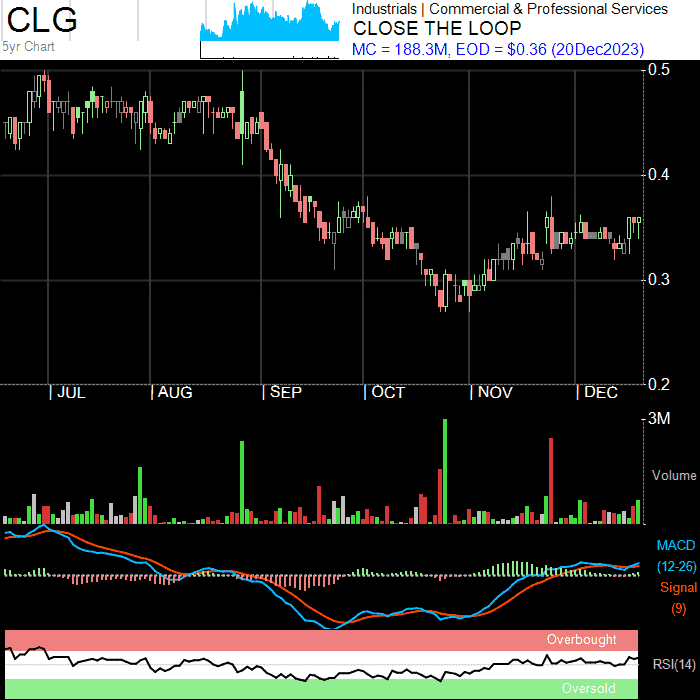 CLG
5yr Chart
Industrials | Commercial & Professional Services
CLOSE THE LOOP
MC = 188.3M, EOD = $0.36 (20Dec2023)
0.5
0.4
0.3
0.2
| JUL | AUG | SEP | OCT | NOV | DEC
3M
Volume
MACD
(12-26)
Signal
(9)
Overbought
RSI(14)
Oversold